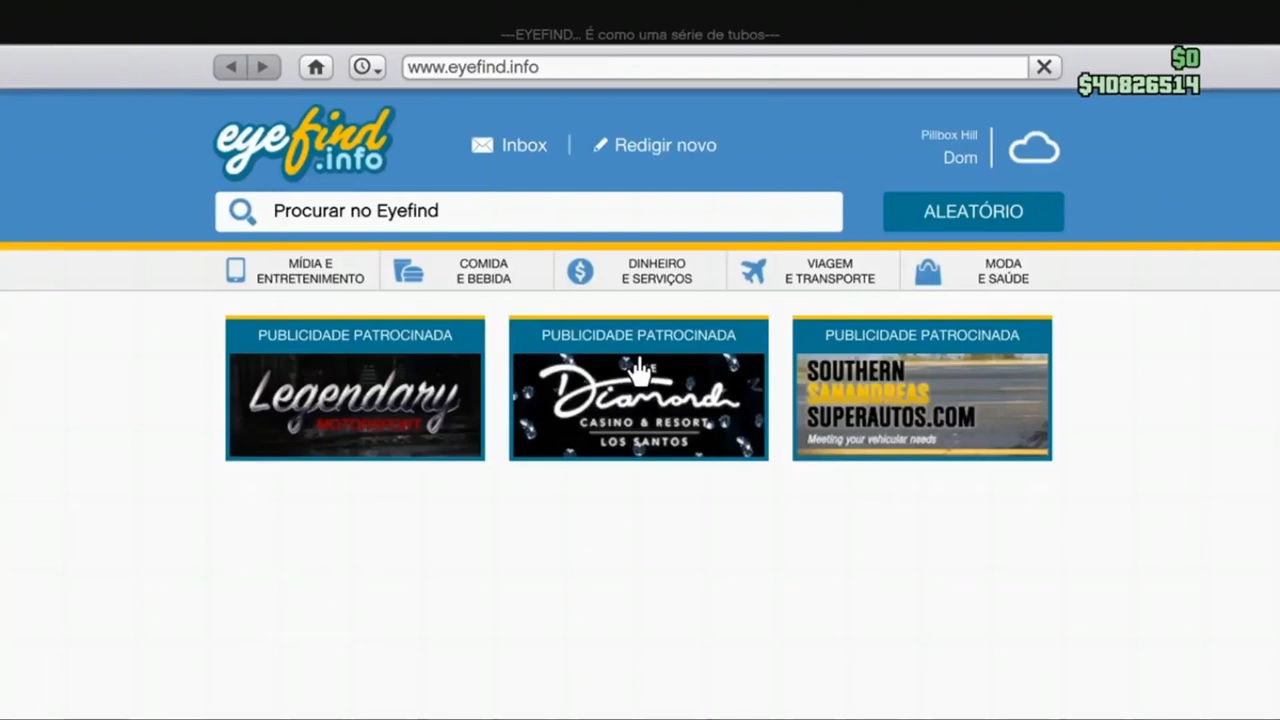 ---EYEFIND... É como uma série de tubos---
www.eyefind.info
$0
$40826514
eyefind
.info
Inbox
Redigir novo
Pillbox Hill
Dom
Procurar no Eyefind
ALEATÓRIO
MÍDIA E
ENTRETENIMENTO
COMIDA
E BEBIDA
DINHEIRO
E SERVIÇOS
VIAGEM
E TRANSPORTE
MODA
E SAÚDE
PUBLICIDADE PATROCINADA
Legendary
MOTORSPORT
PUBLICIDADE PATROCINADA
Diamond
CASINO & RESORT
LOS SANTOS
PUBLICIDADE PATROCINADA
SOUTHERN
SANANDREAS
SUPERAUTOS.COM
Meeting your vehicular needs